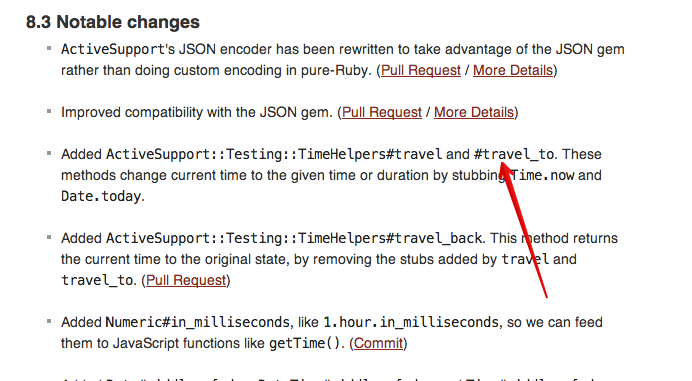 8.3 Notable changes
ActiveSupport's JSON encoder has been rewritten to take advantage of the JSON gem
rather than doing custom encoding in pure-Ruby. (Pull Request / More Details)
Improved compatibility with the JSON gem. (Pull Request / More Details)
Added ActiveSupport::Testing::TimeHelpers#travel and #travel_to. These
methods change current time to the given time or duration by stubbing Time.now and
Date.today.
Added ActiveSupport::Testing::TimeHelpers#travel_back. This method returns
the current time to the original state, by removing the stubs added by travel and
travel_to. (Pull Request)
Added Numeric#in_milliseconds, like 1.hour.in_milliseconds, so we can feed
them to JavaScript functions like getTime(). (Commit)